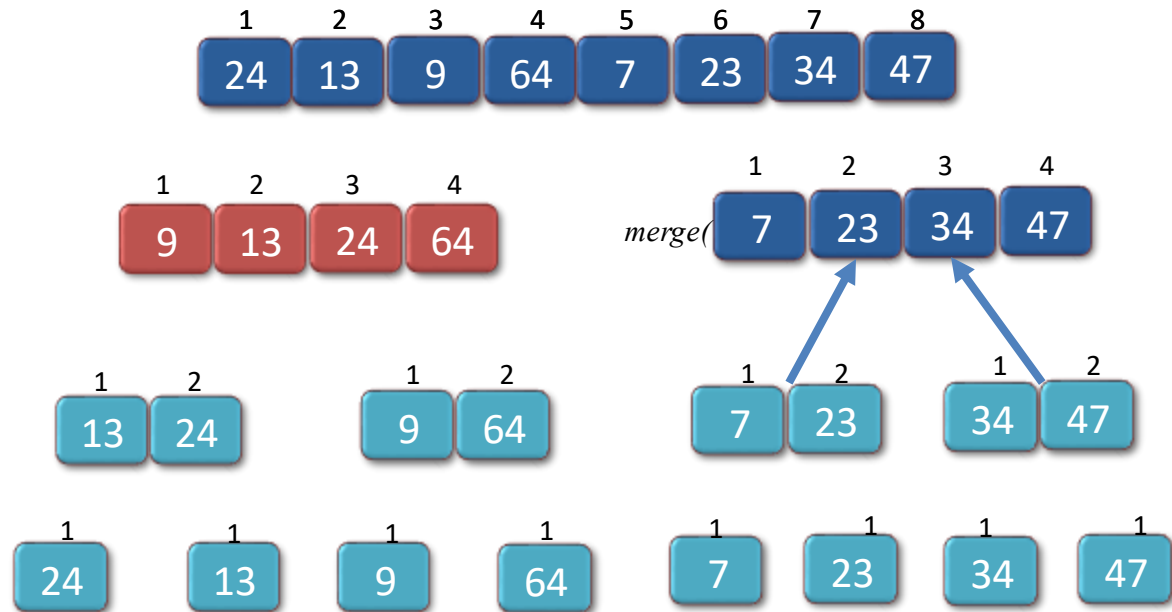 1 2 3 4 5 6 7 8
24 13 9 64 7 23 34 47
1 2 3 4
9 13 24 64
1 2 3 4
merge( 7 23 34 47
1 2
13 24
1 2
9 64
1 2
7 23
1 2
34 47
1 1 1 1 1 1 1 1
24 13 9 64 7 23 34 47